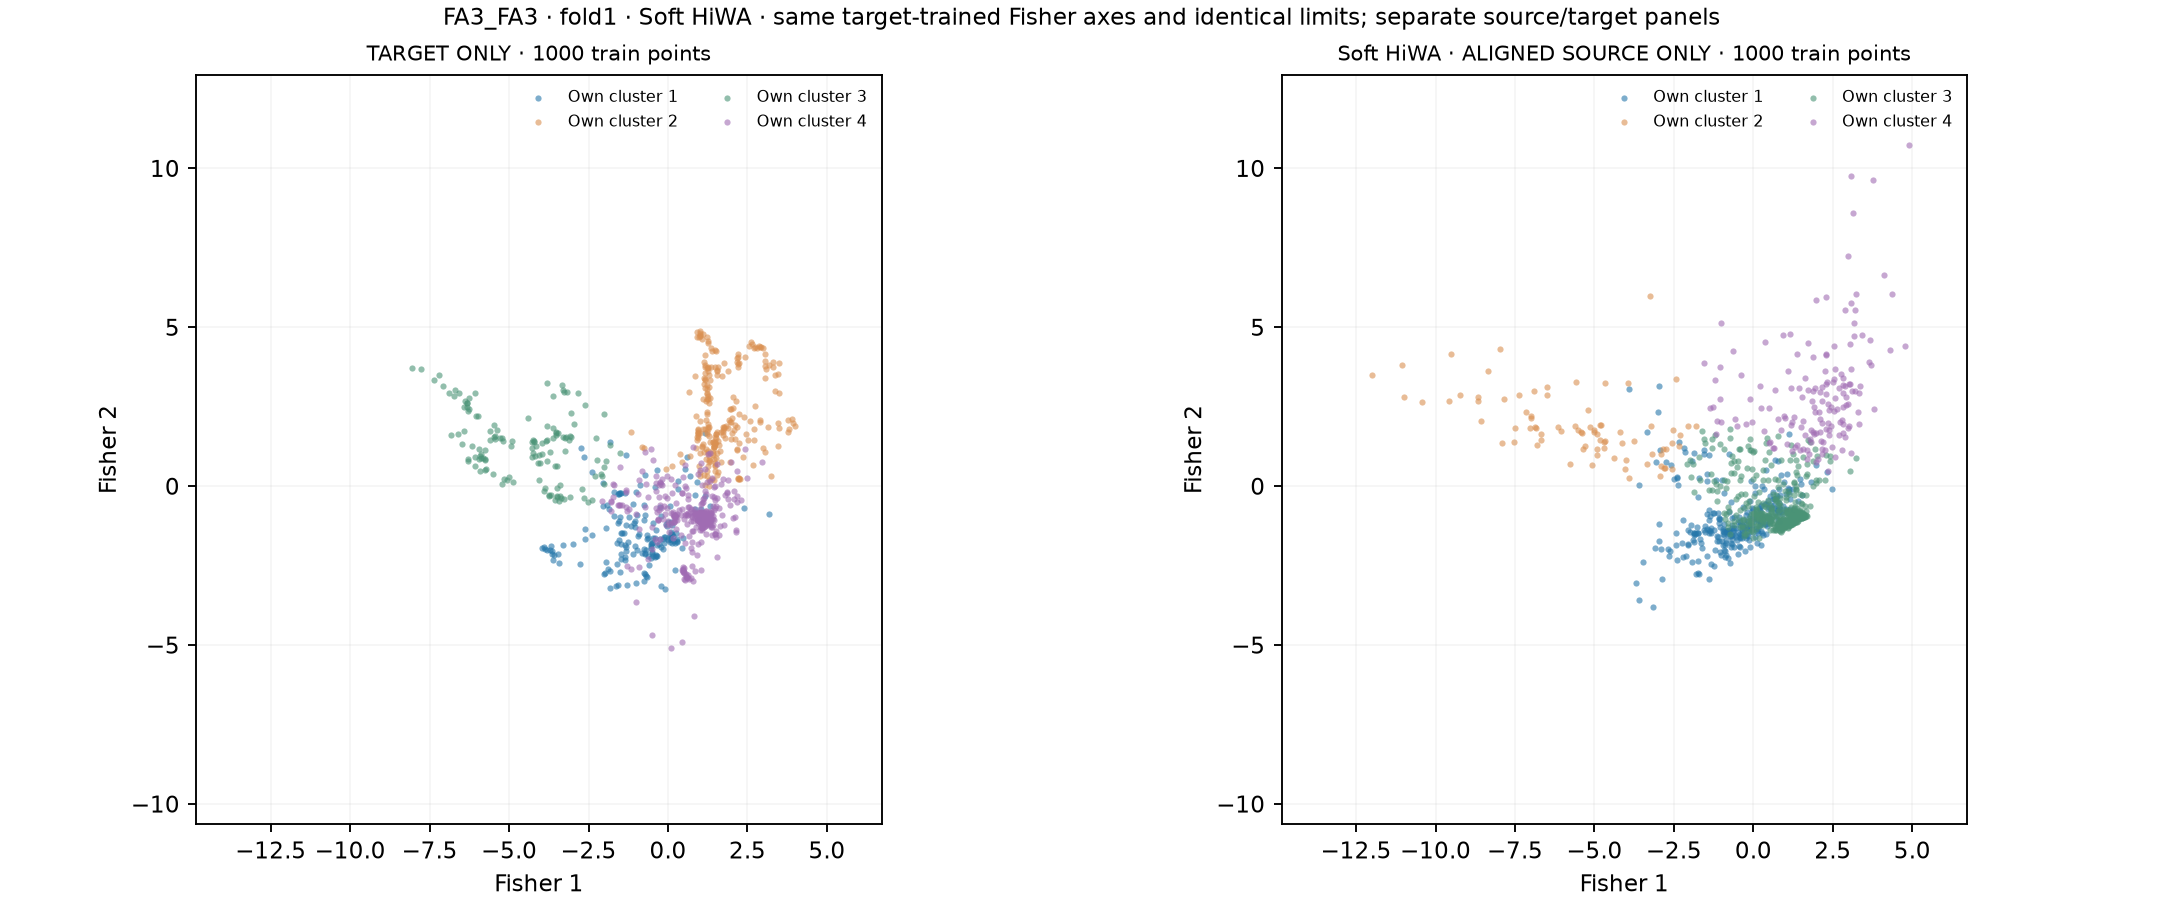 FA3_FA3 · fold1 · Soft HiWA · same target-trained Fisher axes and identical limits; separate source/target panels
TARGET ONLY · 1000 train points
Own cluster 1
Own cluster 2
Own cluster 3
Own cluster 4
10
5
0
−5
−10
Fisher 2
−12.5 −10.0 −7.5 −5.0 −2.5 0.0 2.5 5.0
Fisher 1
Soft HiWA · ALIGNED SOURCE ONLY · 1000 train points
Own cluster 1
Own cluster 2
Own cluster 3
Own cluster 4
10
5
0
−5
−10
Fisher 2
−12.5 −10.0 −7.5 −5.0 −2.5 0.0 2.5 5.0
Fisher 1